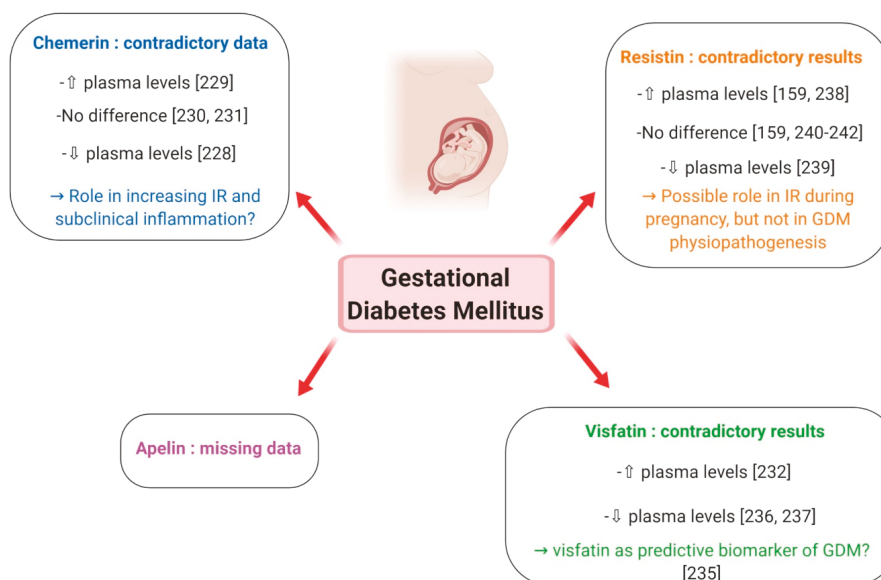 Chemerin : contradictory data
-⇧ plasma levels [229]
-No difference [230, 231]
-⇩ plasma levels [228]
→ Role in increasing IR and
subclinical inflammation?
Resistin : contradictory results
-⇧ plasma levels [159, 238]
-No difference [159, 240-242]
-⇩ plasma levels [239]
→ Possible role in IR during
pregnancy, but not in GDM
physiopathogenesis
Gestational
Diabetes Mellitus
Apelin : missing data
Visfatin : contradictory results
-⇧ plasma levels [232]
-⇩ plasma levels [236, 237]
→ visfatin as predictive biomarker of GDM?
[235]